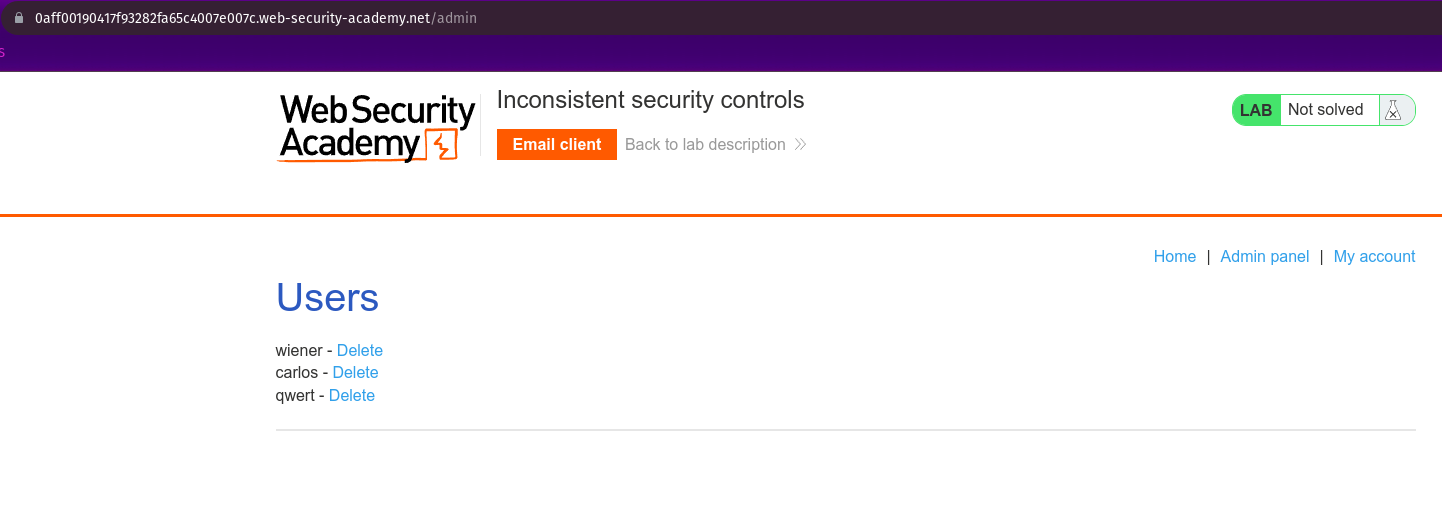 0aff00190417f93282fa65c4007e007c.web-security-academy.net/admin
s
Web Security
Academy
Inconsistent security controls
Email client
Back to lab description
LAB
Not solved
Home | Admin panel | My account
Users
wiener - Delete
carlos - Delete
qwert - Delete